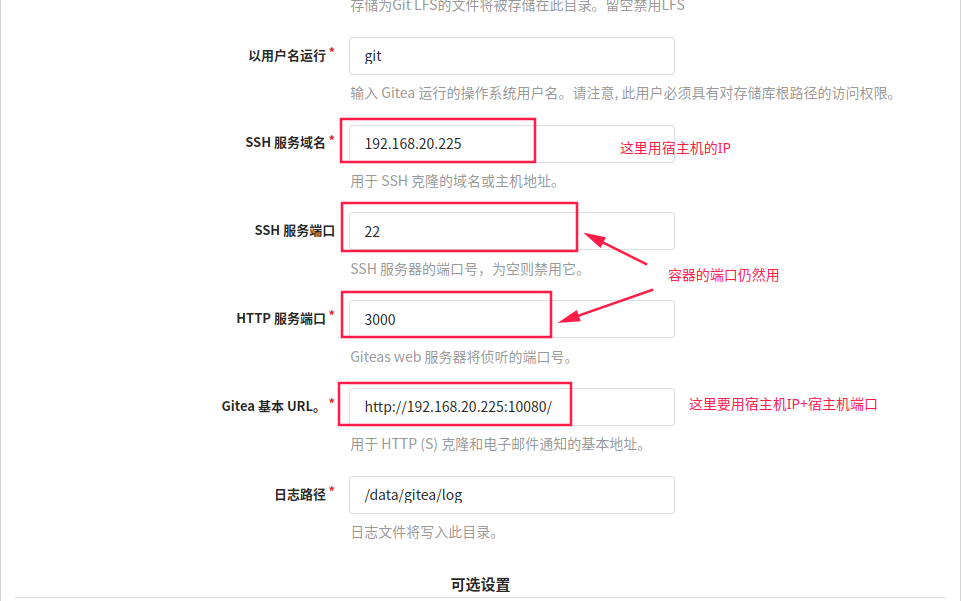 存储为Git LFS的文件将被存储在此目录。留空禁用LFS
以用户名运行 *
git
输入 Gitea 运行的操作系统用户名。请注意, 此用户必须具有对存储库根路径的访问权限。
SSH 服务域名 *
192.168.20.225
这里用宿主机的IP
用于 SSH 克隆的域名或主机地址。
SSH 服务端口
22
SSH 服务器的端口号，为空则禁用它。
容器的端口仍然用
HTTP 服务端口 *
3000
Giteas web 服务器将侦听的端口号。
Gitea 基本 URL。 *
http://192.168.20.225:10080/
这里要用宿主机IP+宿主机端口
用于 HTTP (S) 克隆和电子邮件通知的基本地址。
日志路径 *
/data/gitea/log
日志文件将写入此目录。
可选设置